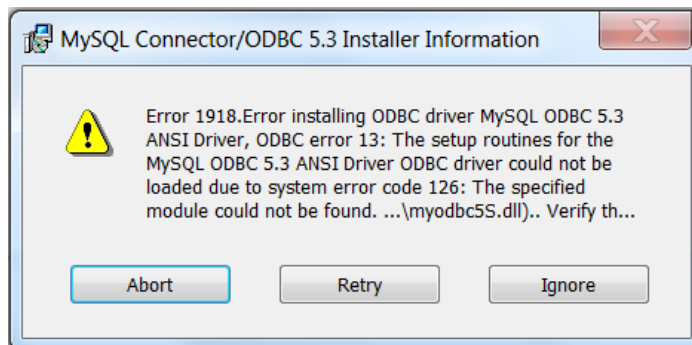 MySQL Connector/ODBC 5.3 Installer Information
Error 1918.Error installing ODBC driver MySQL ODBC 5.3
ANSI Driver, ODBC error 13: The setup routines for the
MySQL ODBC 5.3 ANSI Driver ODBC driver could not be
loaded due to system error code 126: The specified
module could not be found. ...\myodbc5S.dll).. Verify th...
Abort Retry Ignore